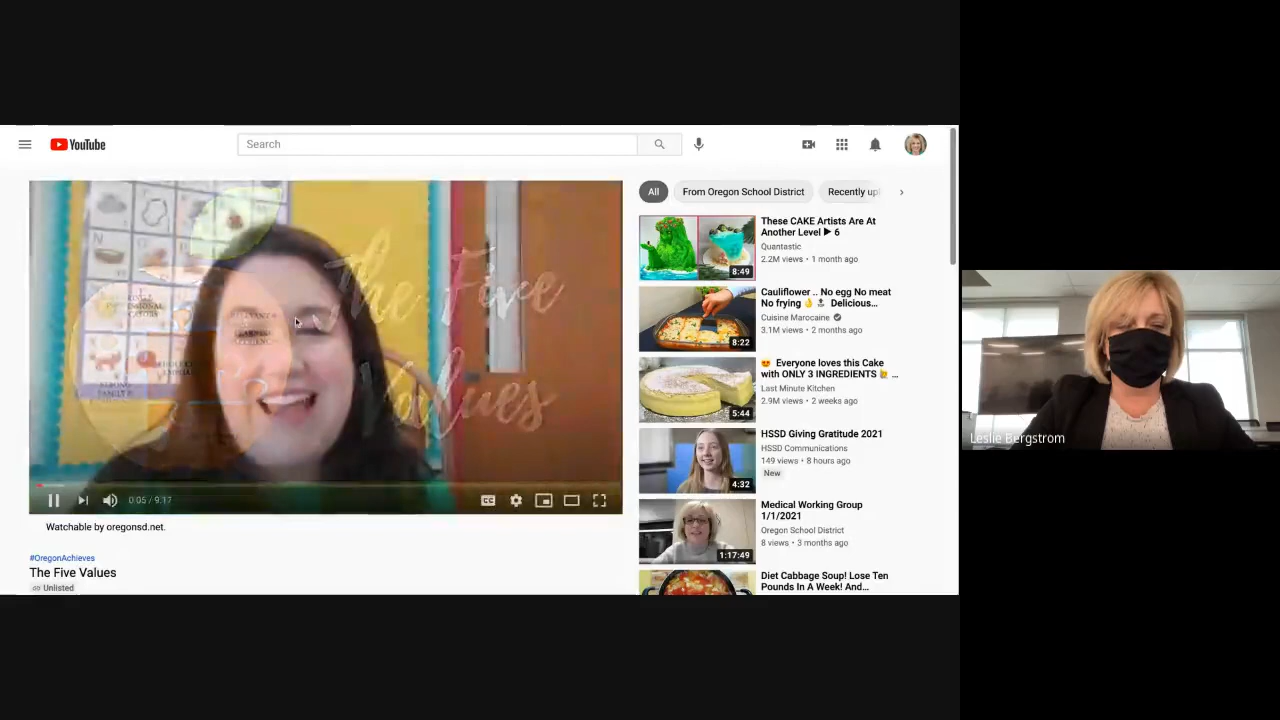 YouTube
Search
The Five
Values
0:05 / 9:17
CC
Watchable by oregonsd.net.
#OregonAchieves
The Five Values
Unlisted
All
From Oregon School District
Recently up
These CAKE Artists Are At
Another Level ▶ 6
Quantastic
2.2M views • 1 month ago
8:49
Cauliflower .. No egg No meat
No frying 👌 🕺 Delicious...
Cuisine Marocaine
3.1M views • 2 months ago
8:22
😍 Everyone loves this Cake
with ONLY 3 INGREDIENTS 🙋 ...
Last Minute Kitchen
2.9M views • 2 weeks ago
5:44
HSSD Giving Gratitude 2021
HSSD Communications
149 views • 8 hours ago
New
4:32
Medical Working Group
1/1/2021
Oregon School District
8 views • 3 months ago
1:17:49
Diet Cabbage Soup! Lose Ten
Pounds In A Week! And...
Leslie Bergstrom